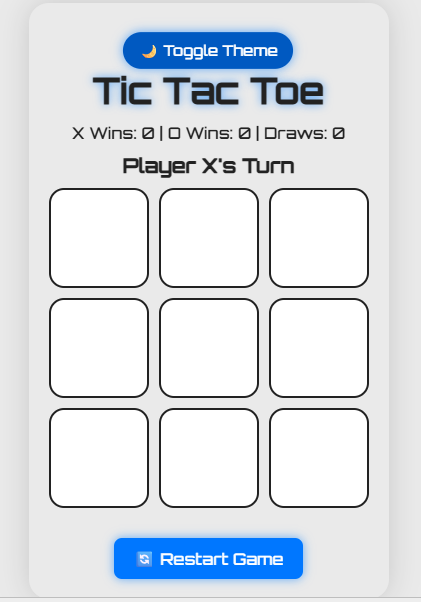 🌙 Toggle Theme
Tic Tac Toe
X Wins: 0 | O Wins: 0 | Draws: 0
Player X's Turn
🔄 Restart Game